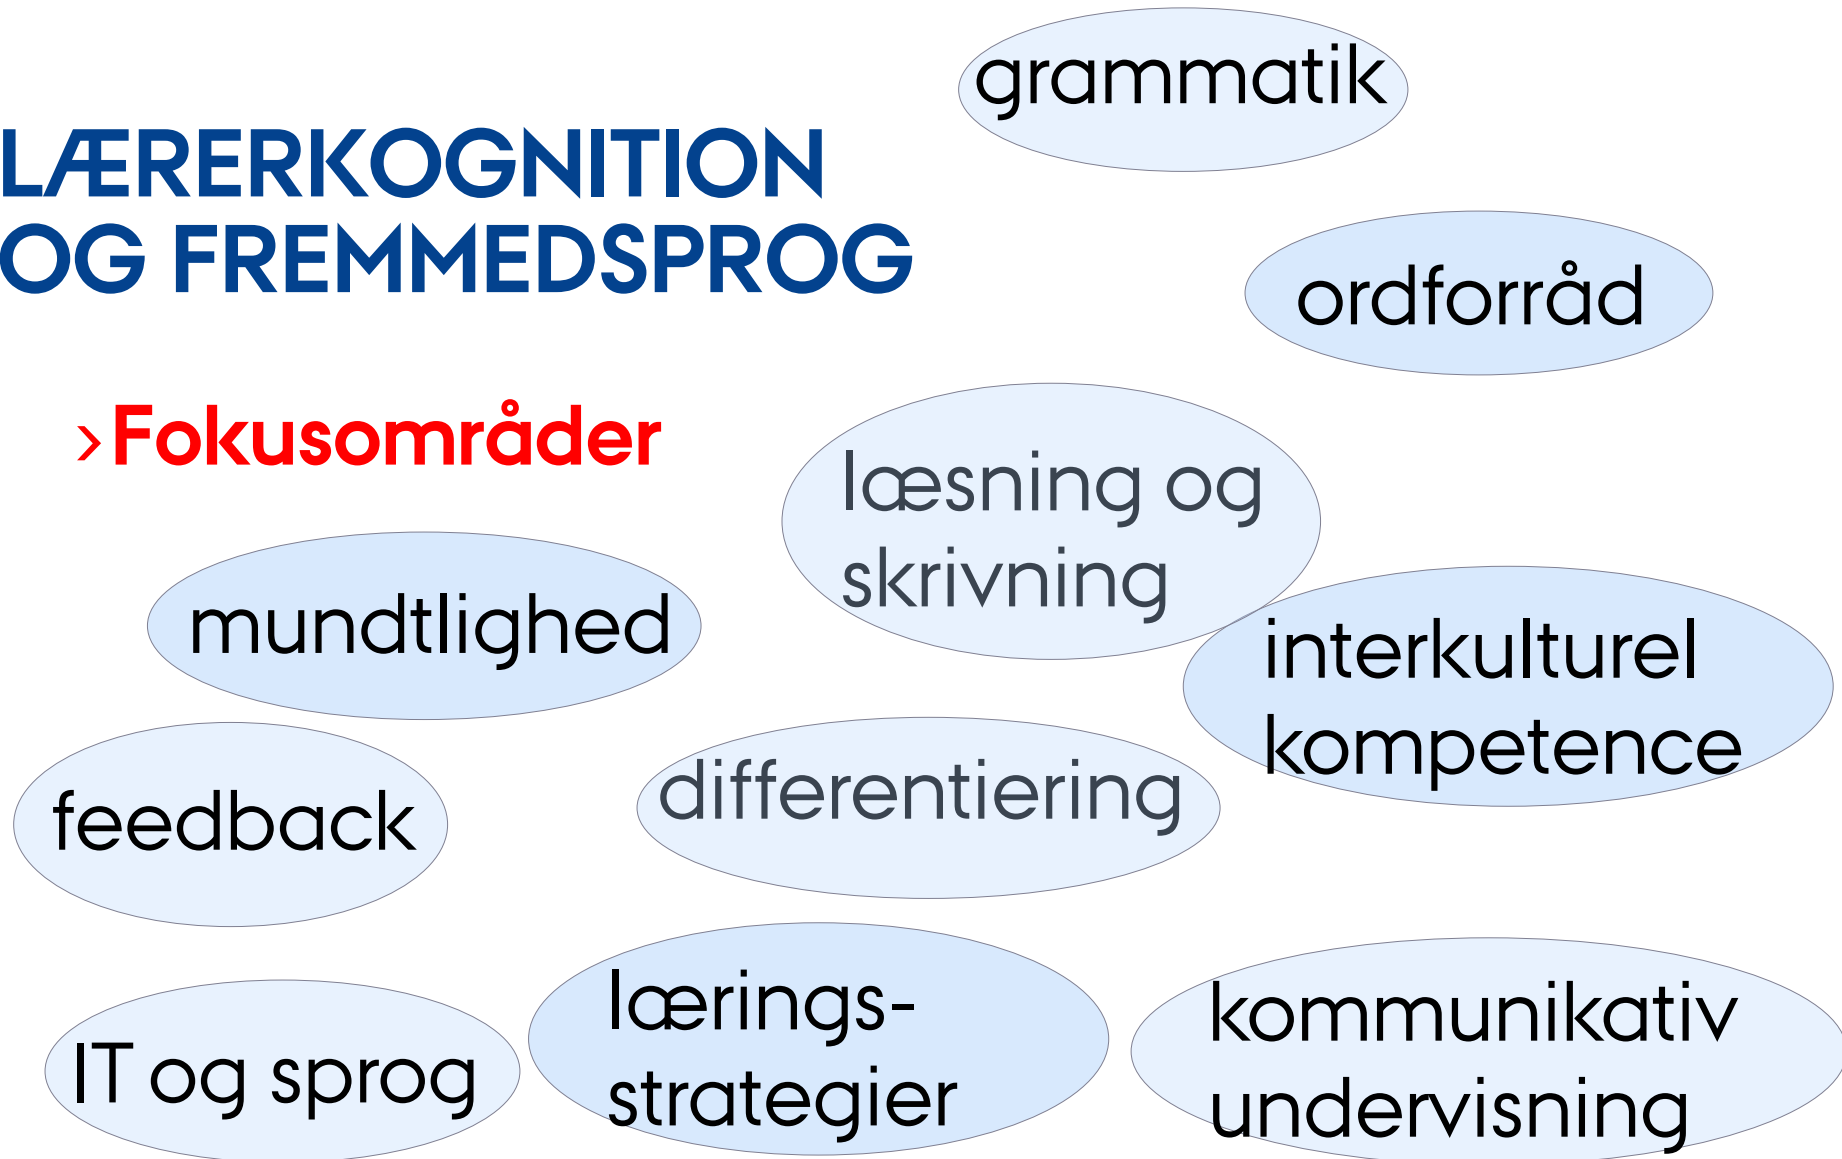 LÆRERKOGNITION
OG FREMMEDSPROG
›Fokusområder
grammatik
ordforråd
læsning og
skrivning
mundtlighed
interkulturel
kompetence
feedback
differentiering
IT og sprog
lærings-
strategier
kommunikativ
undervisning